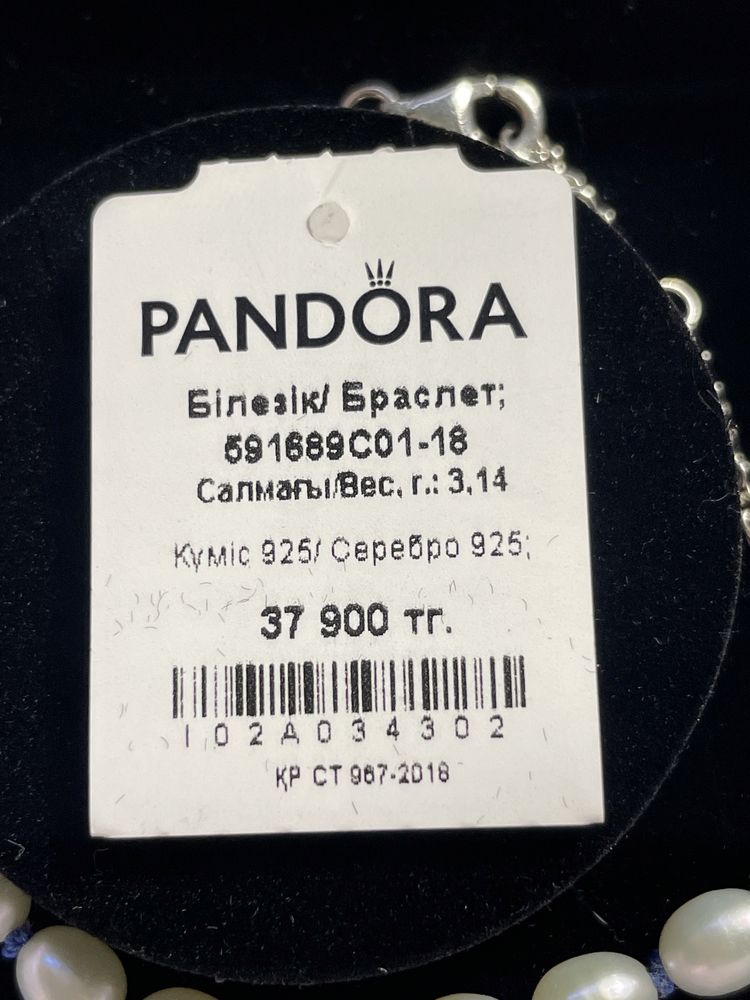 PANDORA
Білезік/ Браслет;
591689C01-18
Салмағы/Вес, г.: 3,14
Күміс 925/ Серебро 925;
37 900 тг.
I02A034302
ҚР СТ 967-2018